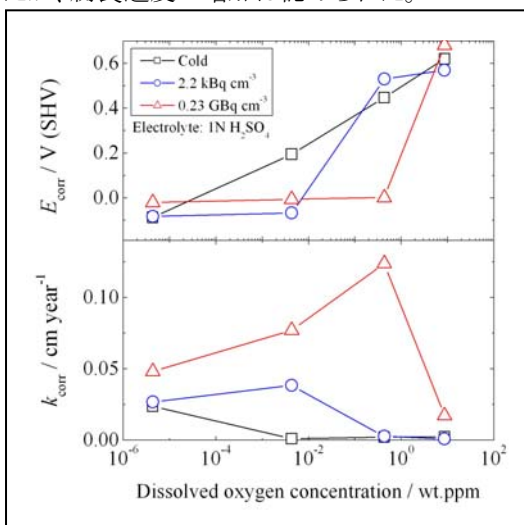 0.6
0.4
0.2
0.0
E_corr / V (SHV)
Cold
2.2 kBq cm⁻³
0.23 GBq cm⁻³
Electrolyte: 1N H₂SO₄
0.10
0.05
0.00
k_corr / cm year⁻¹
10⁻⁶ 10⁻⁴ 10⁻² 10⁰ 10²
Dissolved oxygen concentration / wt.ppm